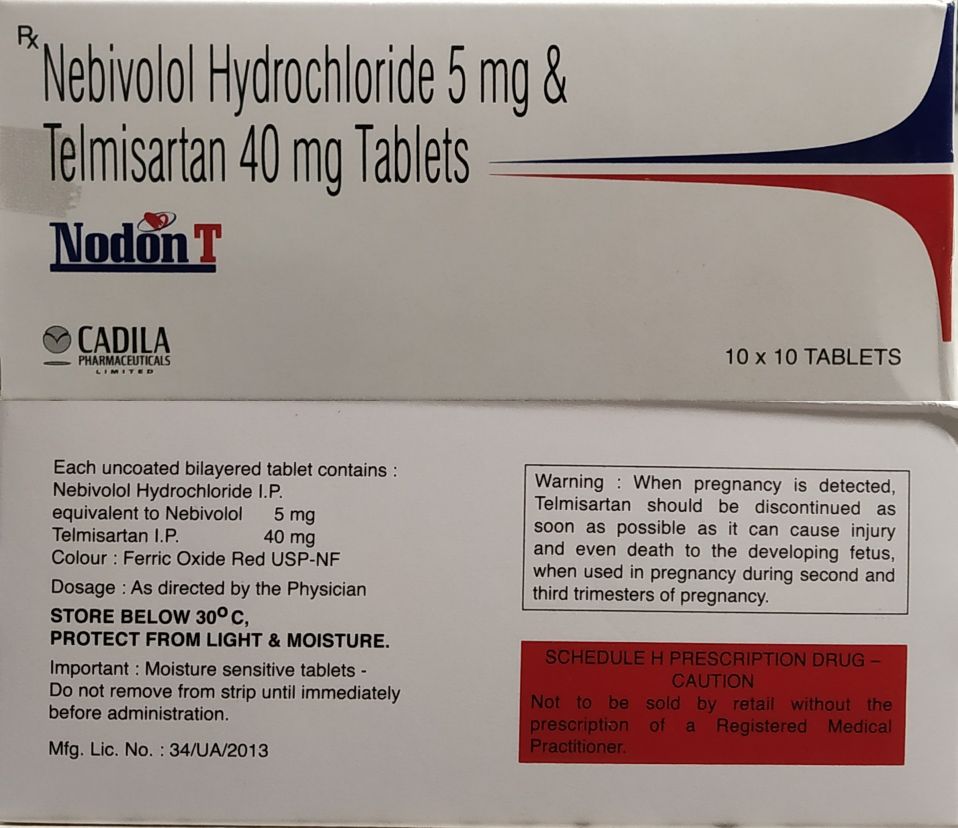 Rx
Nebivolol Hydrochloride 5 mg &
Telmisartan 40 mg Tablets
Nodon T
CADILA
PHARMACEUTICALS
LIMITED
10 x 10 TABLETS
Each uncoated bilayered tablet contains :
Nebivolol Hydrochloride I.P.
equivalent to Nebivolol 5 mg
Telmisartan I.P. 40 mg
Colour : Ferric Oxide Red USP-NF
Dosage : As directed by the Physician
STORE BELOW 30⁰ C,
PROTECT FROM LIGHT & MOISTURE.
Important : Moisture sensitive tablets -
Do not remove from strip until immediately
before administration.
Mfg. Lic. No. : 34/UA/2013
Warning : When pregnancy is detected,
Telmisartan should be discontinued as
soon as possible as it can cause injury
and even death to the developing fetus,
when used in pregnancy during second and
third trimesters of pregnancy.
SCHEDULE H PRESCRIPTION DRUG –
CAUTION
Not to be sold by retail without the
prescription of a Registered Medical
Practitioner.